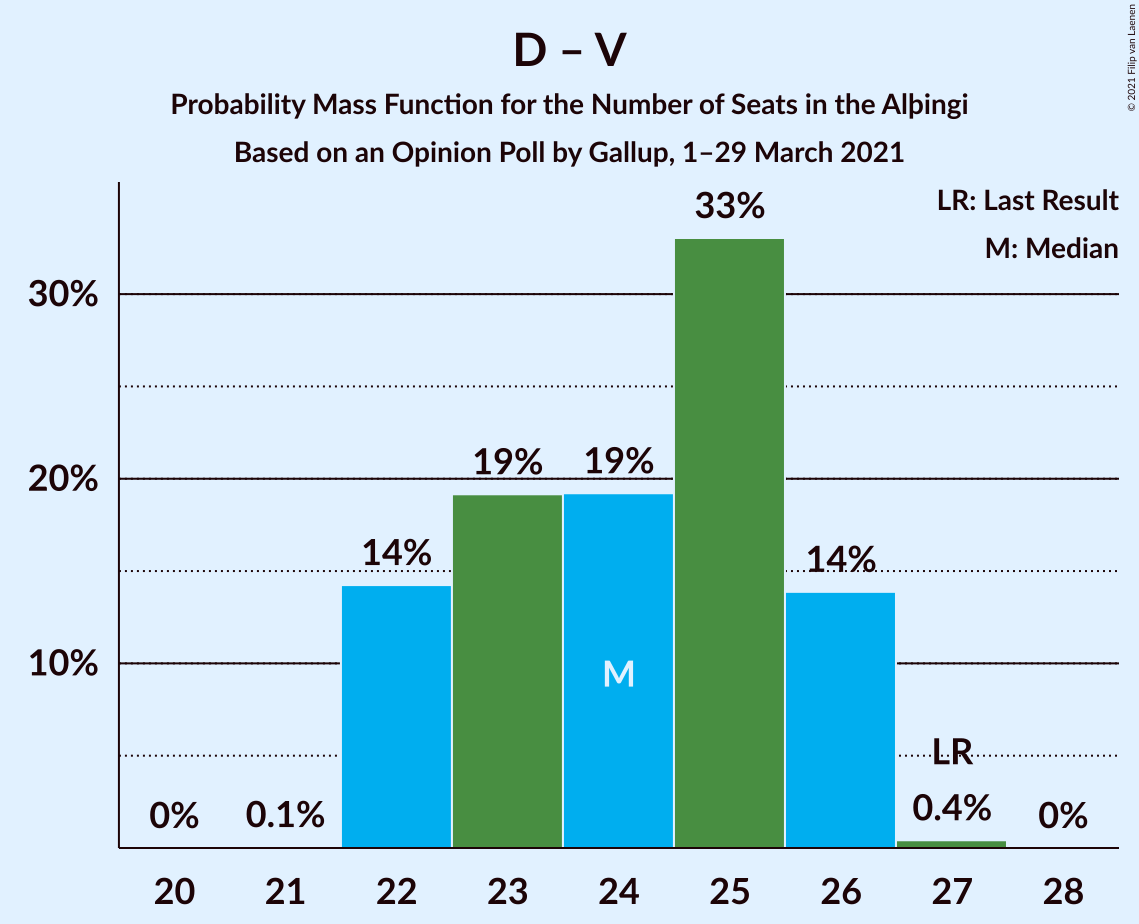 D – V
Probability Mass Function for the Number of Seats in the Alþingi
Based on an Opinion Poll by Gallup, 1–29 March 2021
© 2021 Filip van Laenen
LR: Last Result
M: Median
30%
20%
10%
0%
0.1%
14%
19%
19%
33%
14%
0.4%
0%
M
LR
20
21
22
23
24
25
26
27
28